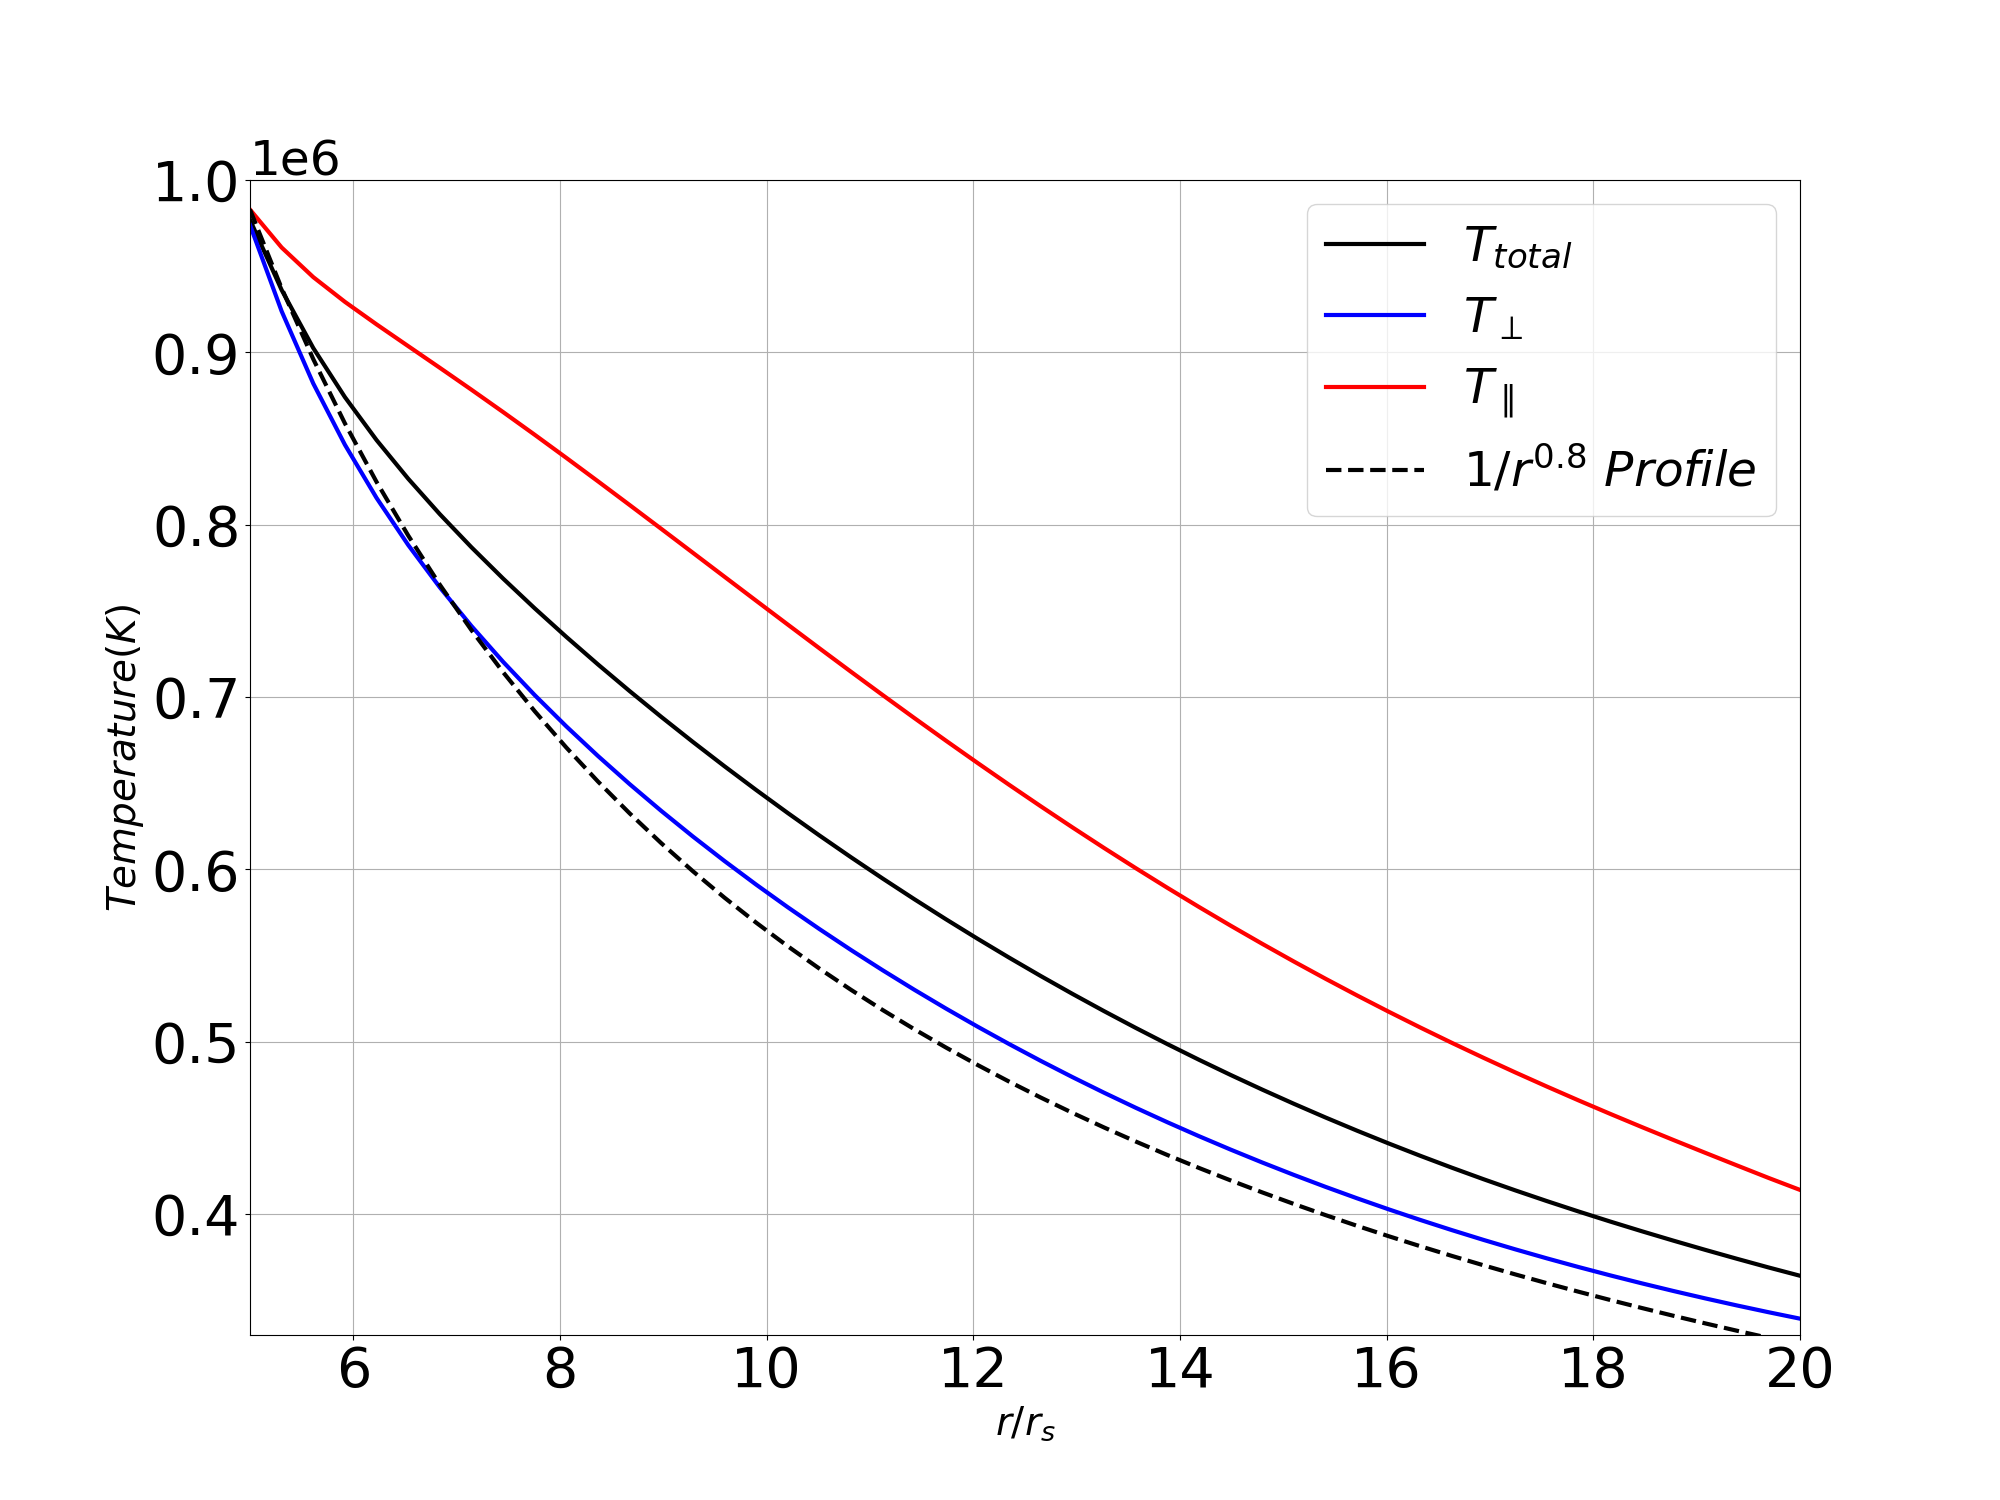 1e6
1.0
0.9
0.8
0.7
0.6
0.5
0.4
Temperature(K)
T_total
T_⊥
T_∥
1/r^0.8 Profile
6 8 10 12 14 16 18 20
r/r_s